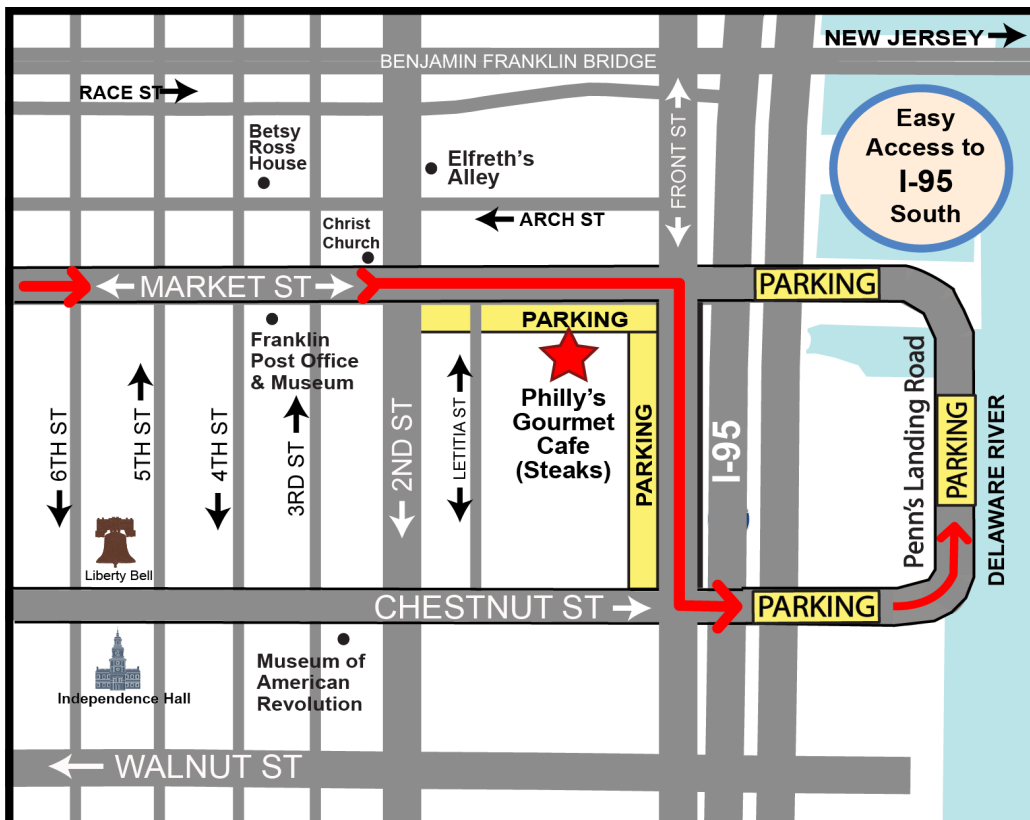 NEW JERSEY
BENJAMIN FRANKLIN BRIDGE
RACE ST
Easy
Access to
I-95
South
Betsy
Ross
House
Elfreth's
Alley
FRONT ST
ARCH ST
Christ
Church
MARKET ST
PARKING
PARKING
Franklin
Post Office
& Museum
Philly's
Gourmet
Cafe
(Steaks)
6TH ST
5TH ST
4TH ST
3RD ST
2ND ST
LETITIA ST
PARKING
I-95
Penn's Landing Road
PARKING
DELAWARE RIVER
Liberty Bell
CHESTNUT ST
PARKING
Independence Hall
Museum of
American
Revolution
WALNUT ST